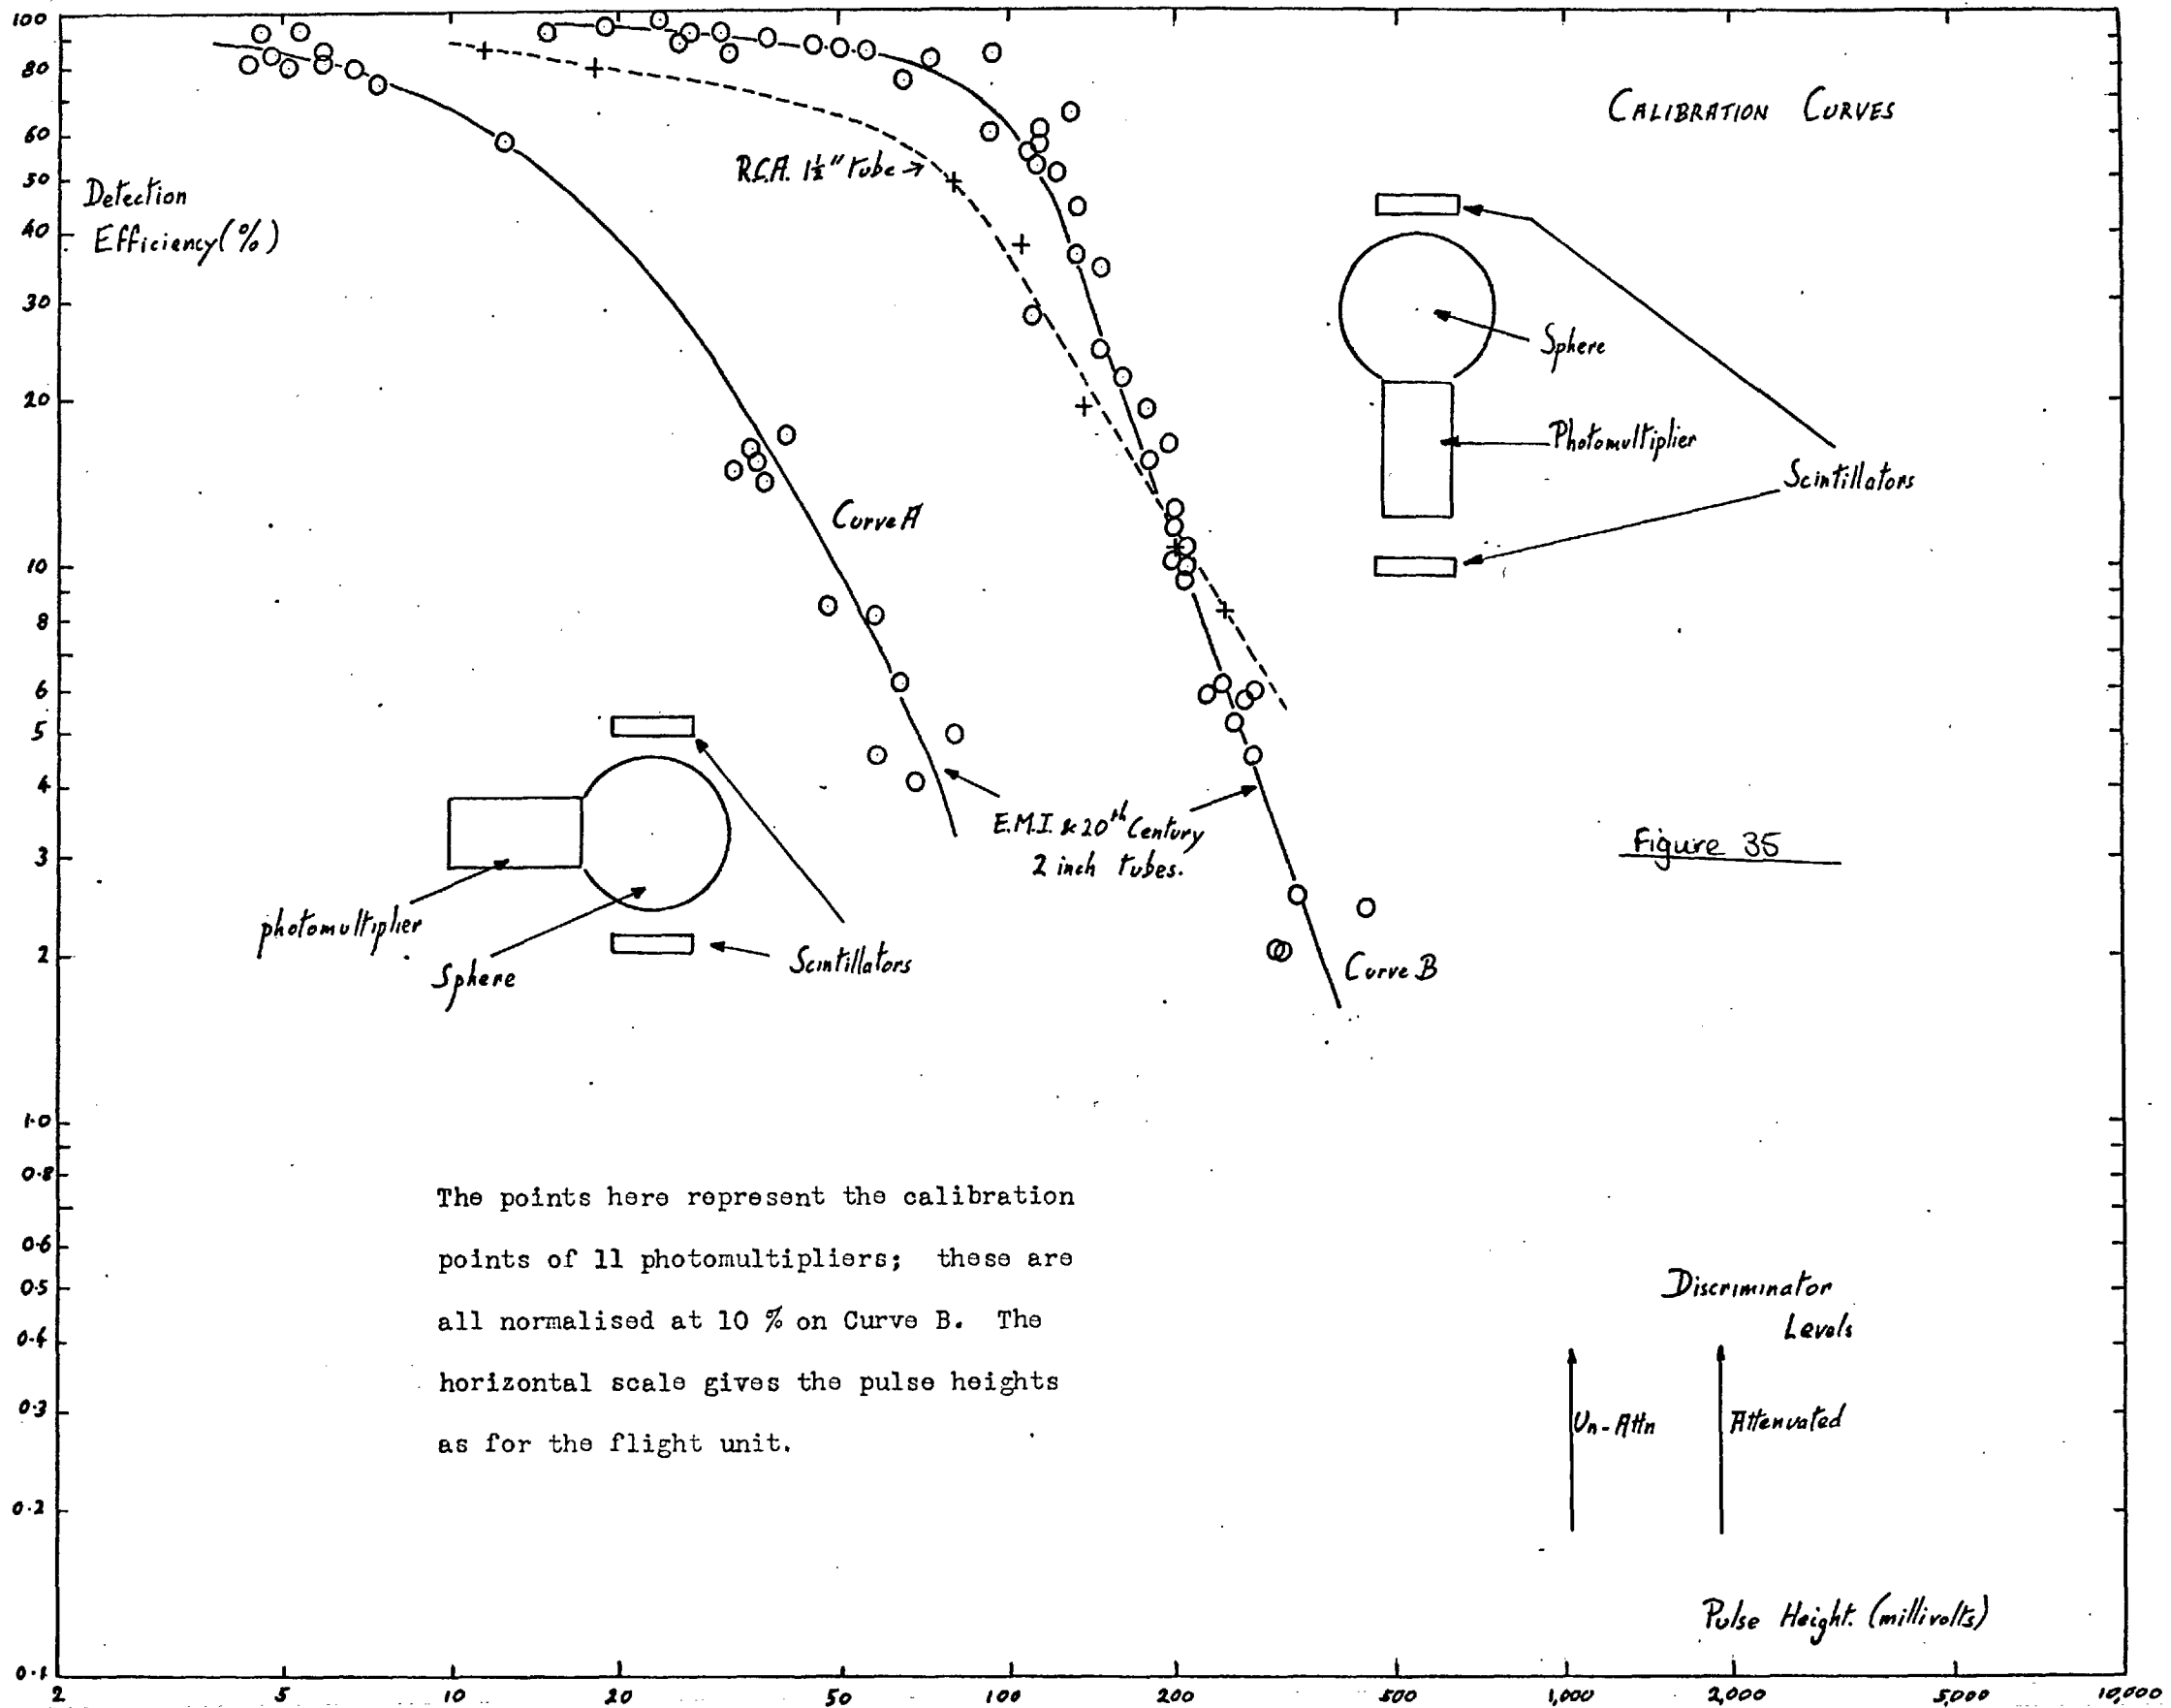 100
80
60
50
40
30
20
10
8
6
5
4
3
2
1.0
0.8
0.6
0.5
0.4
0.3
0.2
0.1
2
5
10
20
50
100
200
500
1,000
2,000
5,000
10,000
Detection
Efficiency (%)
CALIBRATION CURVES
R.C.A. 1½" tube
Sphere
Photomultiplier
Scintillators
Curve A
E.M.I. & 20th Century
2 inch tubes.
Figure 35
photomultiplier
Sphere
Scintillators
Curve B
The points here represent the calibration
points of 11 photomultipliers; these are
all normalised at 10 % on Curve B. The
horizontal scale gives the pulse heights
as for the flight unit.
Discriminator
Levels
Un-Attn
Attenuated
Pulse Height. (millivolts)